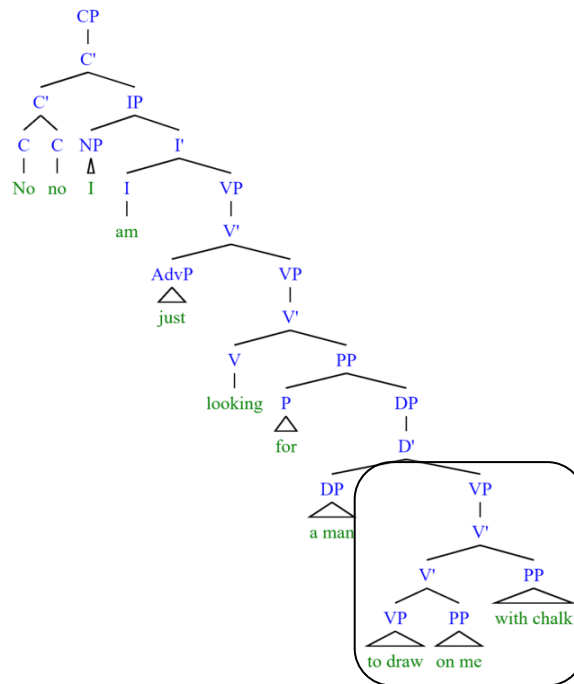 CP
C'
C' IP
C C NP I'
No no I I VP
am V'
AdvP VP
just V'
V PP
looking P DP
for D'
DP VP
a man V'
V' PP
VP PP with chalk
to draw on me